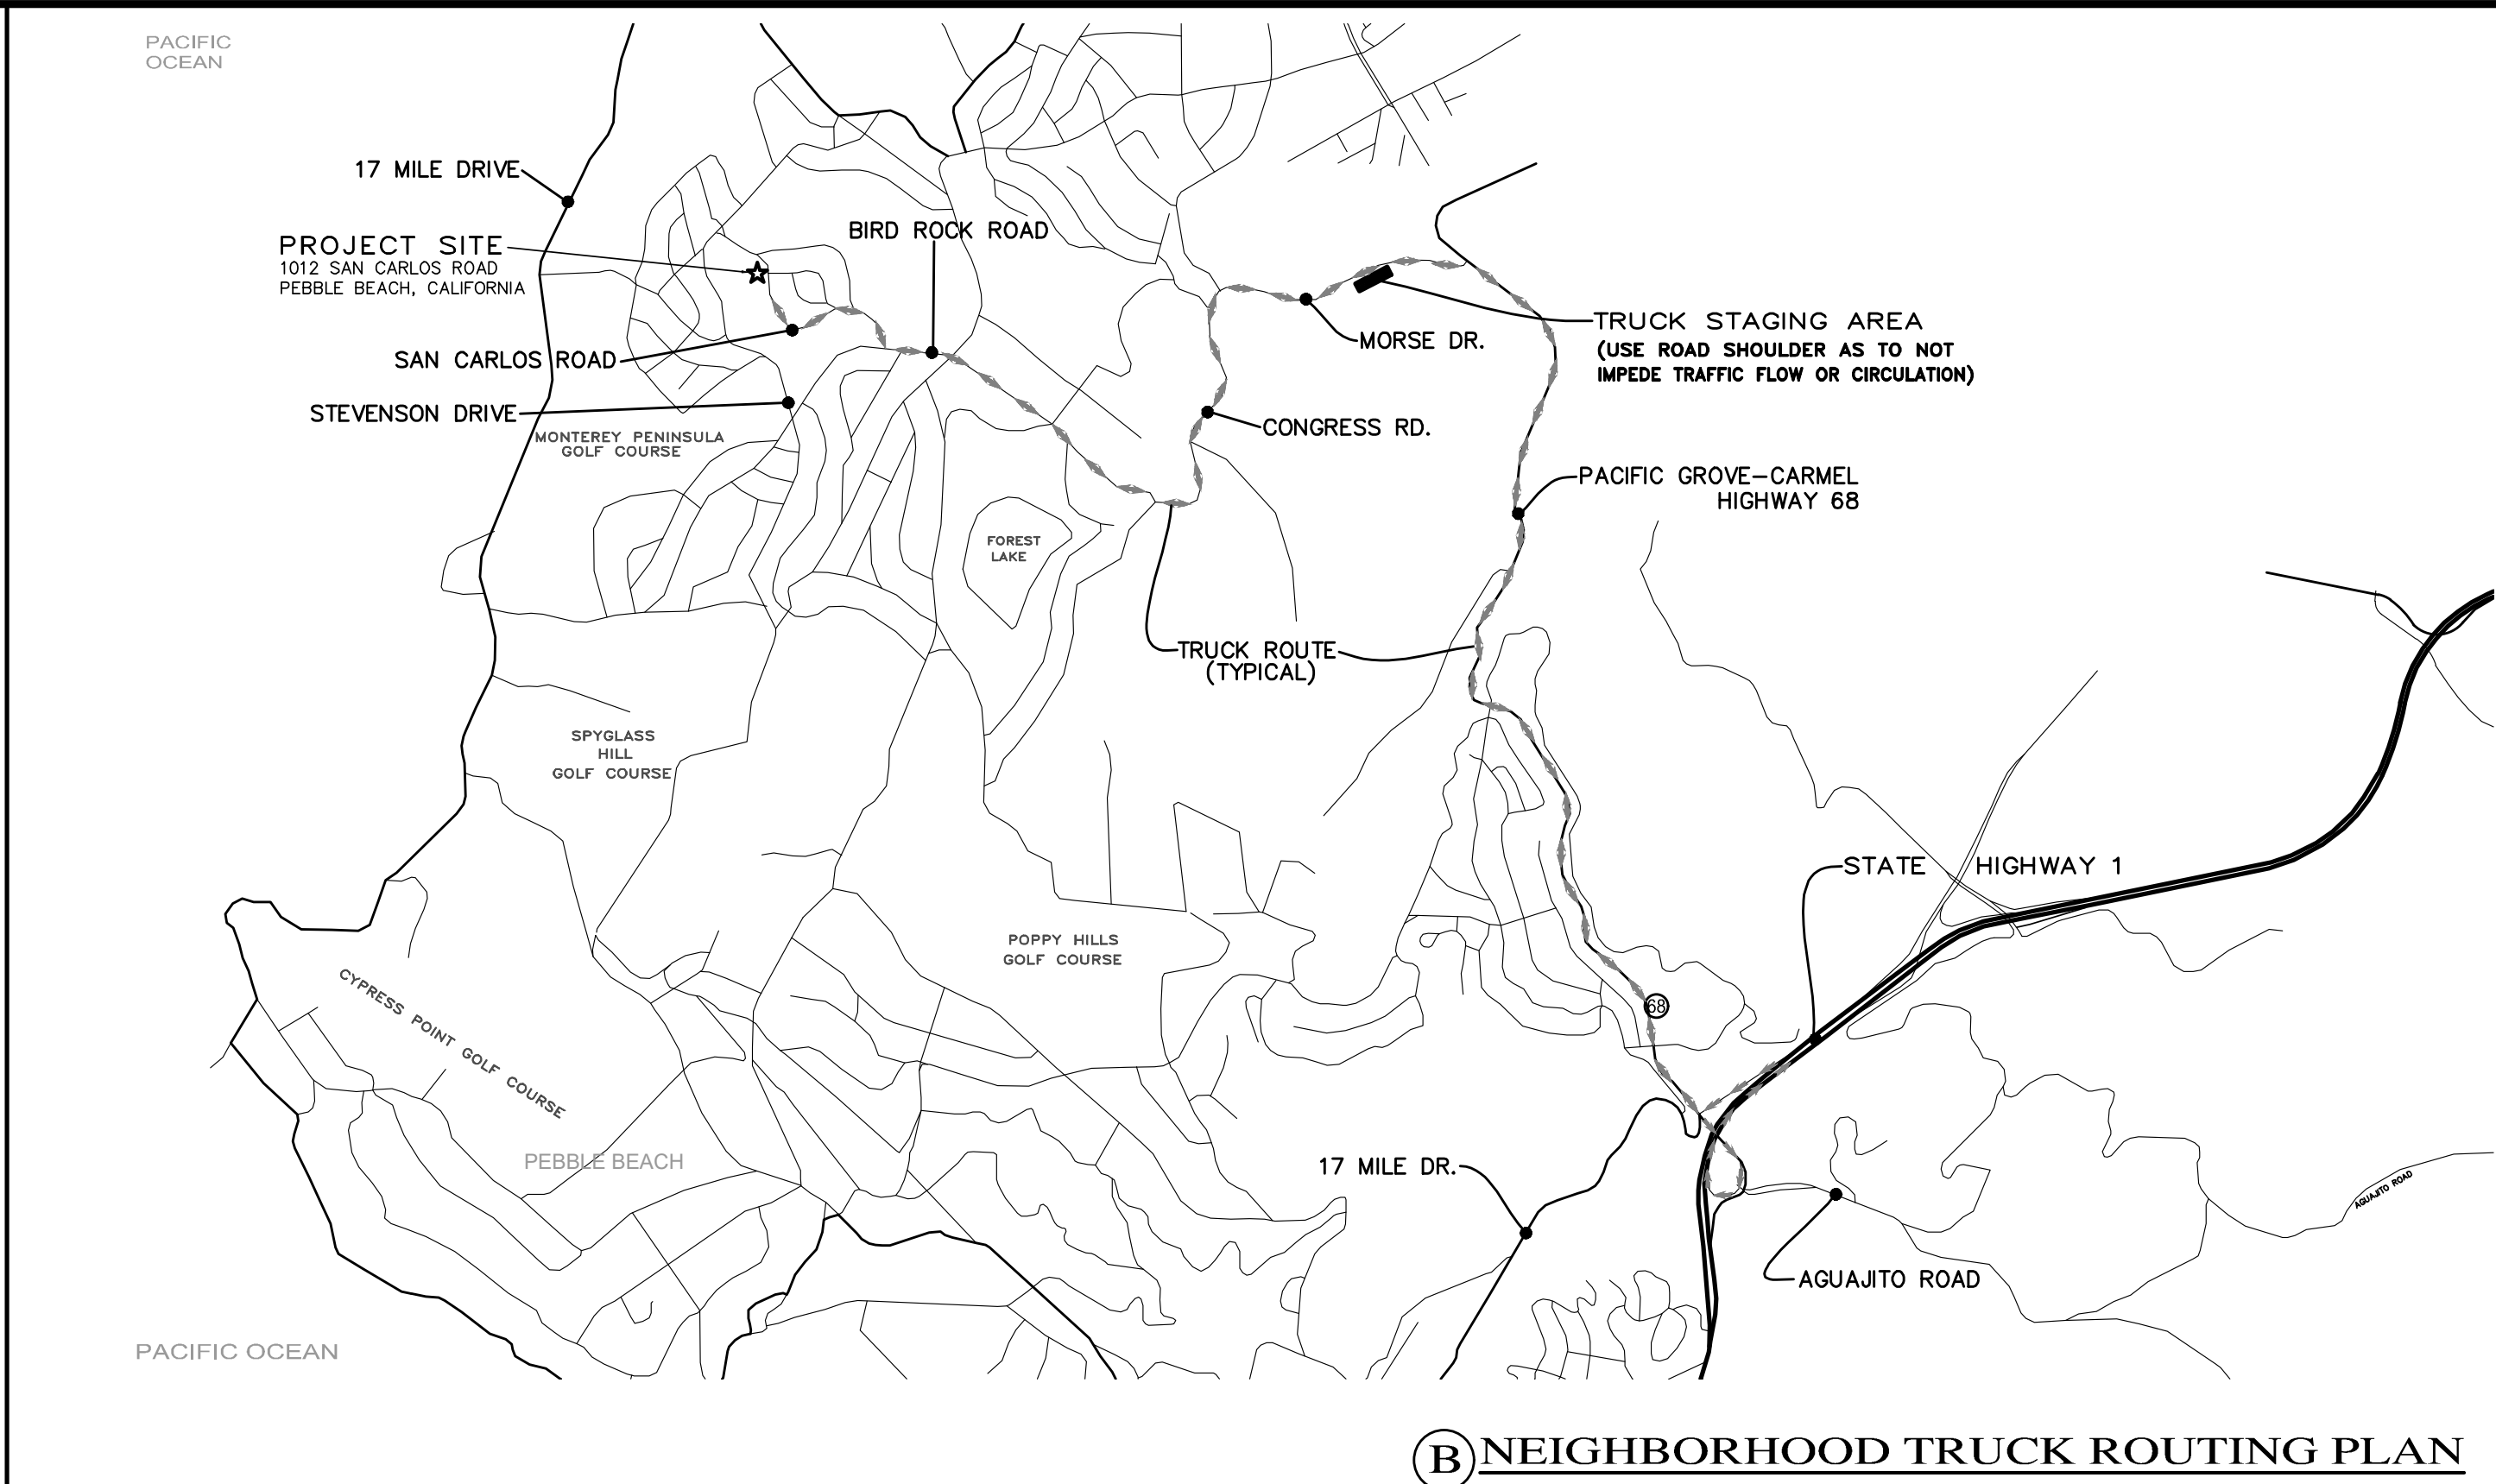 PACIFIC
OCEAN
17 MILE DRIVE
PROJECT SITE
1012 SAN CARLOS ROAD
PEBBLE BEACH, CALIFORNIA
BIRD ROCK ROAD
SAN CARLOS ROAD
STEVENSON DRIVE
MONTEREY PENINSULA
GOLF COURSE
MORSE DR.
TRUCK STAGING AREA
(USE ROAD SHOULDER AS TO NOT
IMPEDE TRAFFIC FLOW OR CIRCULATION)
CONGRESS RD.
PACIFIC GROVE-CARMEL
HIGHWAY 68
FOREST
LAKE
TRUCK ROUTE
(TYPICAL)
SPYGLASS
HILL
GOLF COURSE
STATE HIGHWAY 1
POPPY HILLS
GOLF COURSE
CYPRESS POINT GOLF COURSE
68
PEBBLE BEACH
17 MILE DR.
AGUAJITO ROAD
AGUAJITO ROAD
PACIFIC OCEAN
B NEIGHBORHOOD TRUCK ROUTING PLAN